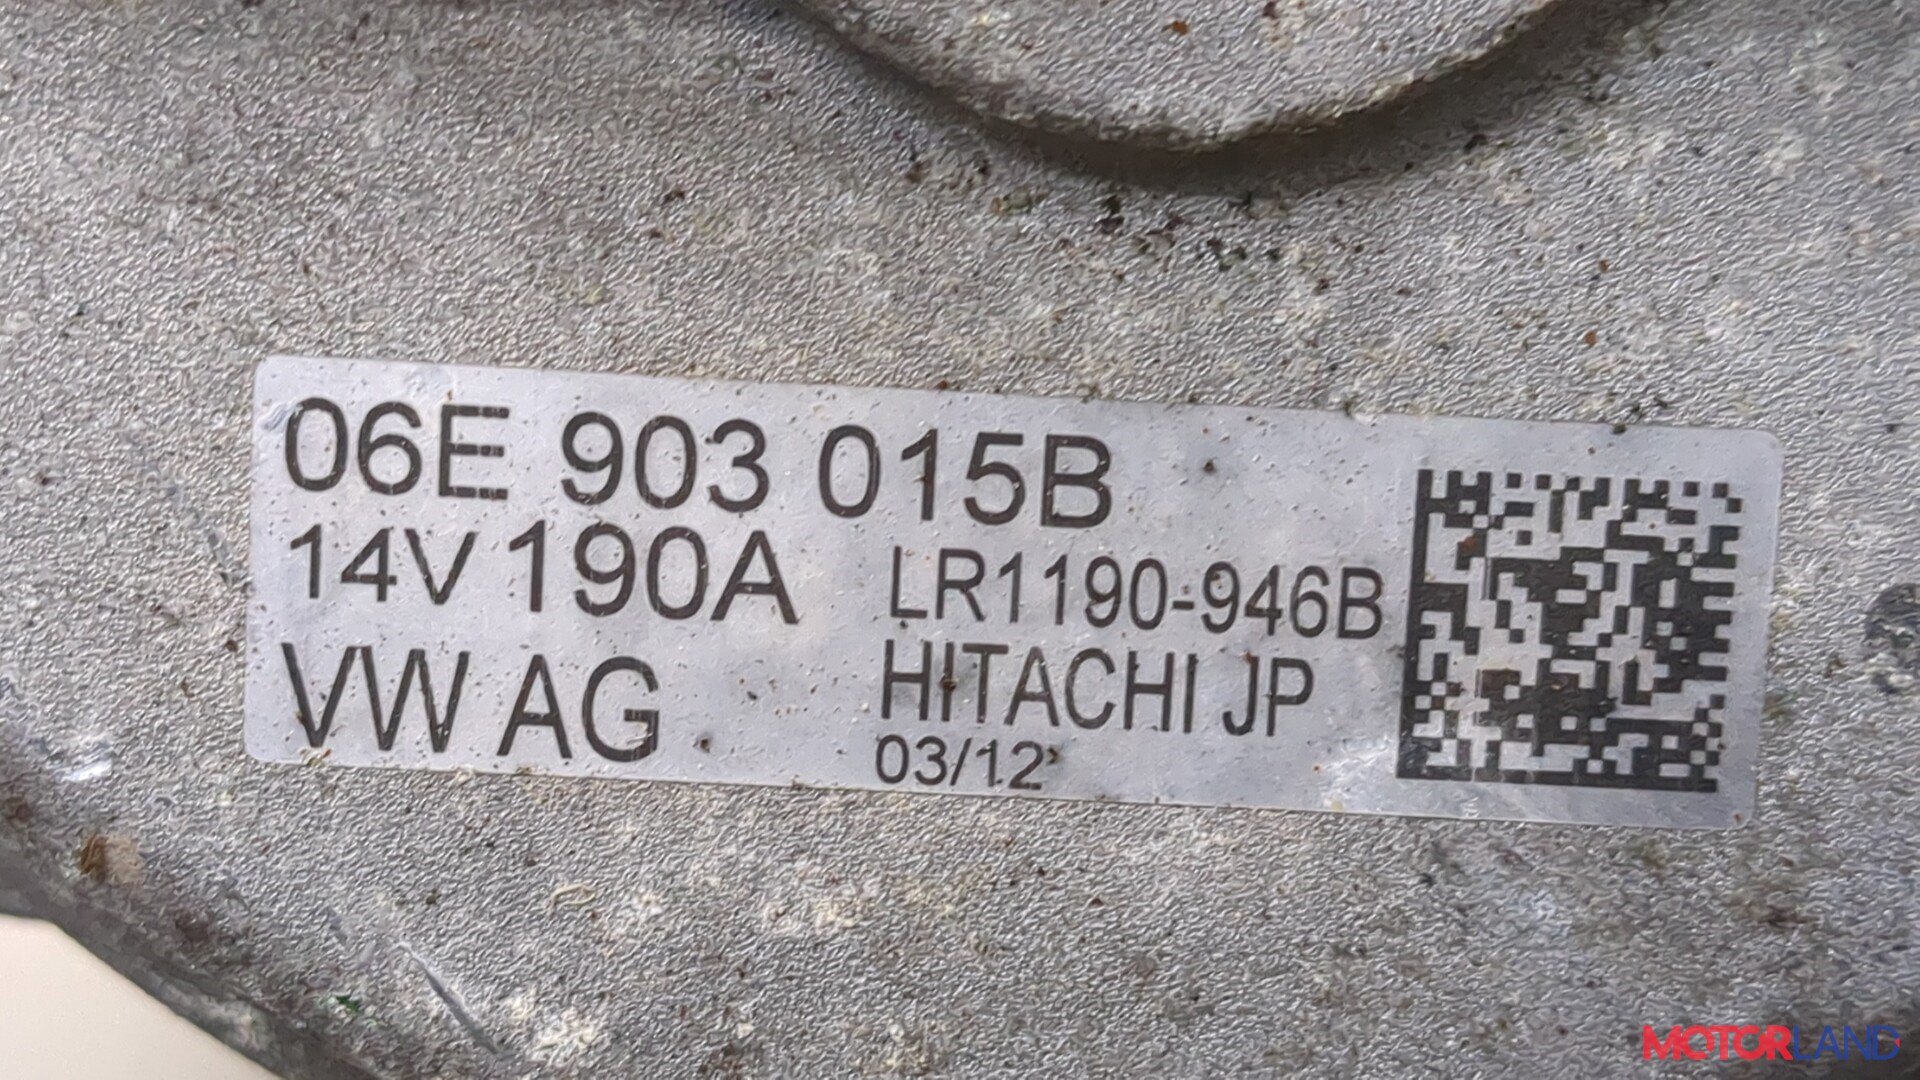 06E 903 015B
14V 190A LR1190-946B
VW AG HITACHI JP
03/12
MOTORLAND